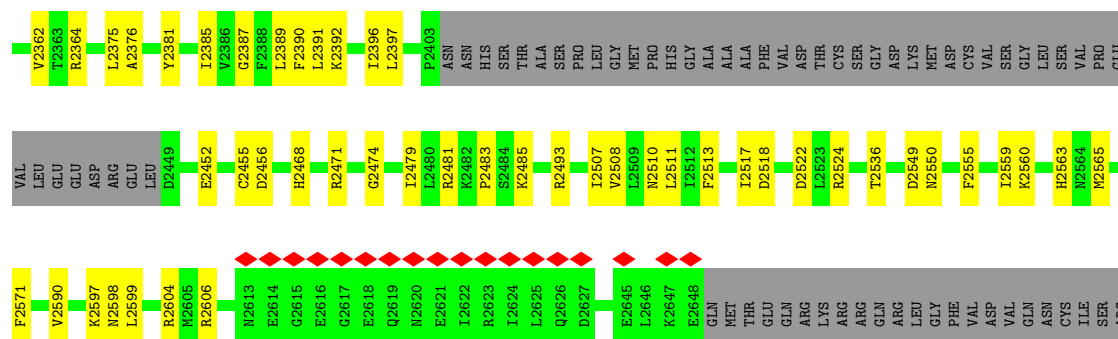 V2362 T2363 R2364 L2375 A2376 Y2381 I2385 V2386 G2387 F2388 L2389 F2390 L2391 K2392 I2396 L2397 P2403 ASN ASN HIS SER THR ALA SER PRO LEU GLY MET PRO HIS GLY ALA ALA ALA PHE VAL ASP THR CYS SER GLY ASP LYS MET ASP CYS VAL SER GLY LEU SER VAL PRO GLU
VAL LEU GLU GLU ASP ARG GLU LEU D2449 E2452 C2455 D2456 H2468 R2471 G2474 I2479 L2480 R2481 K2482 P2483 S2484 K2485 R2493 I2507 V2508 L2509 N2510 L2511 I2512 F2513 I2517 D2518 D2522 L2523 R2524 T2536 D2549 N2550 F2555 I2559 K2560 H2563 N2564 M2565
F2571 V2590 K2597 N2598 L2599 R2604 M2605 R2606 N2613 E2614 G2615 E2616 G2617 E2618 Q2619 N2620 E2621 I2622 R2623 I2624 L2625 Q2626 D2627 E2645 L2646 K2647 E2648 GLN MET THR GLU GLN ARG LYS ARG ARG GLN ARG LEU GLY PHE VAL ASP VAL GLN ASN CYS ILE SER